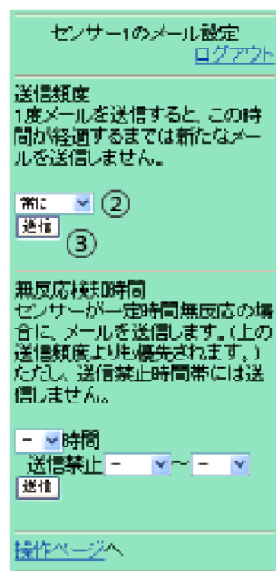 センサー1のメール設定
ログアウト
送信頻度
1度メールを送信すると、この時
間が経過するまでは新たなメー
ルを送信しません。
常に ②
送信
③
無反応検知時間
センサーが一定時間無反応の場
合に、メールを送信します。(上の
送信頻度よりも優先されます。)
ただし、送信禁止時間帯には送
信しません。
- 時間
送信禁止 - ～ -
送信
操作ページへ